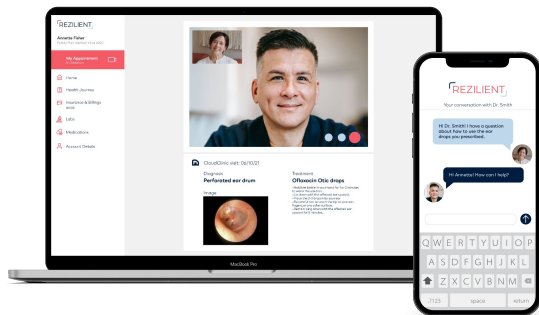 REZILIENT
Annette Fisher
My Appointment
Home
Health Journey
Insurance & Billings
Labs
Medications
Account Details
CloudClinic visit: 06/10/21
Diagnosis
Perforated ear drum
Image
Treatment
Ofloxacin Otic drops
MacBook Pro
REZILIENT
Your conversation with Dr. Smith
Hi Dr. Smith! I have a question
about how to use the ear
drops you prescribed.
Hi Annette! How can I help?
Q W E R T Y U I O P
A S D F G H J K L
Z X C V B N M
.?123 space return